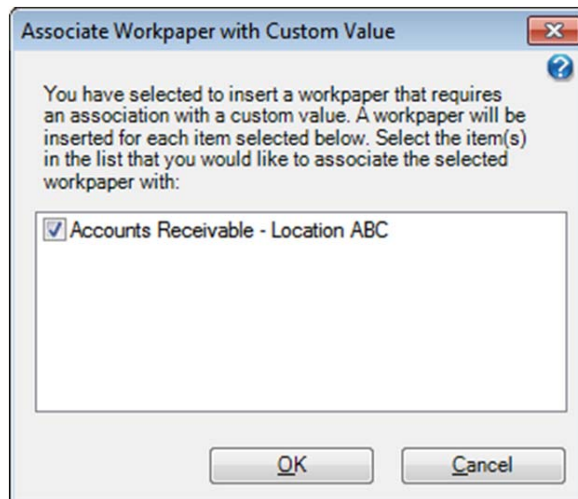 Associate Workpaper with Custom Value
?
You have selected to insert a workpaper that requires
an association with a custom value. A workpaper will be
inserted for each item selected below. Select the item(s)
in the list that you would like to associate the selected
workpaper with:
Accounts Receivable - Location ABC
OK
Cancel